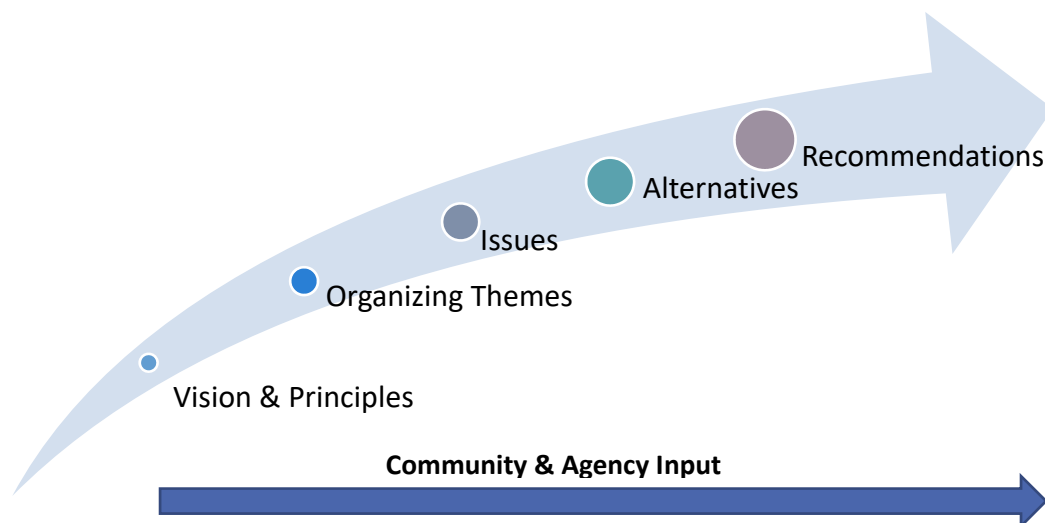 Recommendations
Alternatives
Issues
Organizing Themes
Vision & Principles
Community & Agency Input